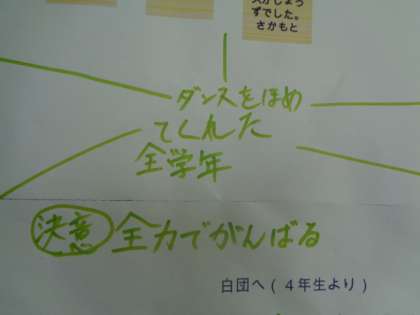 ずでした。
さかもと
ダンスをほめ
てくれた
全学年
決意 全力でがんばる
白団へ(4年生より)